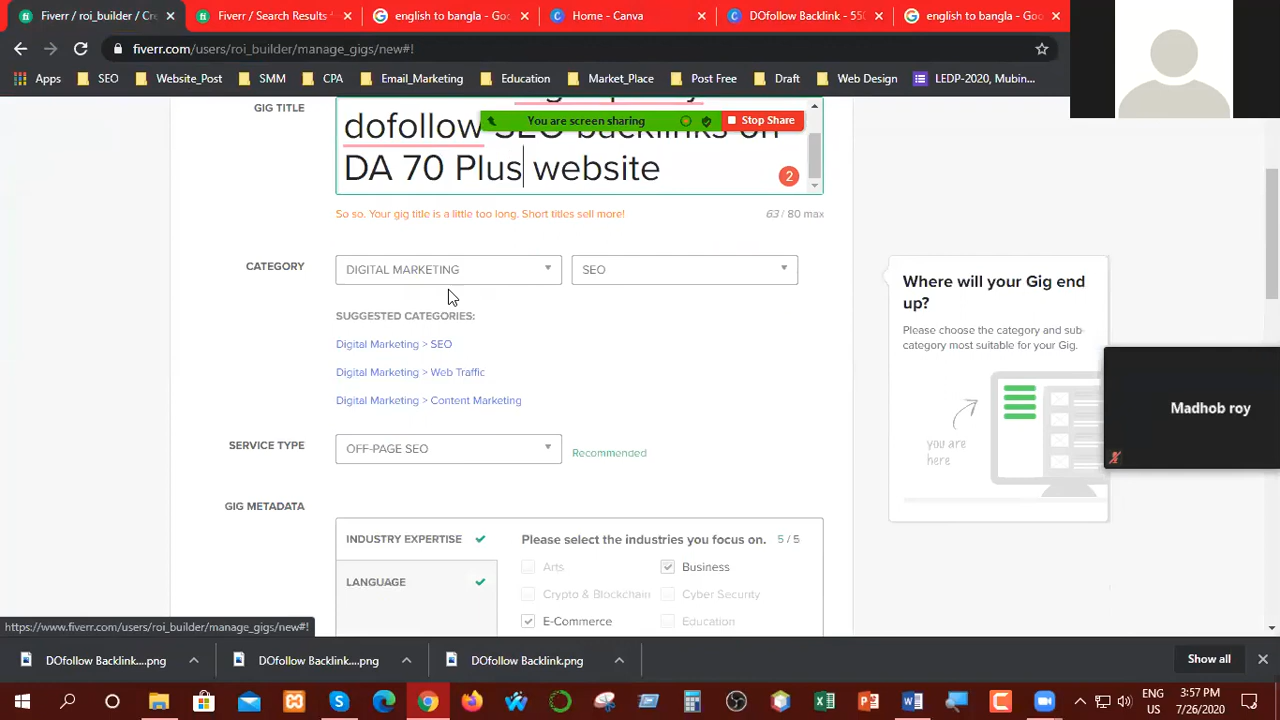 fiverr. roi_builder / Cre
Fiverr / Search Results
english to bangla - Goo
Home - Canva
DOfollow Backlink - 550
english to bangla - Goo
fiverr.com/users/roi_builder/manage_gigs/new#!
Apps
SEO
Website_Post
SMM
CPA
Email_Marketing
Education
Market_Place
Post Free
Draft
Web Design
LEDP-2020, Mubin...
GIG TITLE
You are screen sharing
Stop Share
dofollow SEO backlinks on
DA 70 Plus website
2
So so. Your gig title is a little too long. Short titles sell more!
63 / 80 max
CATEGORY
DIGITAL MARKETING
SEO
Where will your Gig end
up?
Please choose the category and sub-
category most suitable for your Gig.
SUGGESTED CATEGORIES:
Digital Marketing > SEO
Digital Marketing > Web Traffic
Digital Marketing > Content Marketing
you are
here
Madhob roy
SERVICE TYPE
OFF-PAGE SEO
Recommended
GIG METADATA
INDUSTRY EXPERTISE
Please select the industries you focus on.
5 / 5
Arts
Business
LANGUAGE
Crypto & Blockchain
Cyber Security
E-Commerce
Education
https://www.fiverr.com/users/roi_builder/manage_gigs/new#!
DOfollow Backlink....png
DOfollow Backlink....png
DOfollow Backlink.png
Show all
ENG
US
3:57 PM
7/26/2020